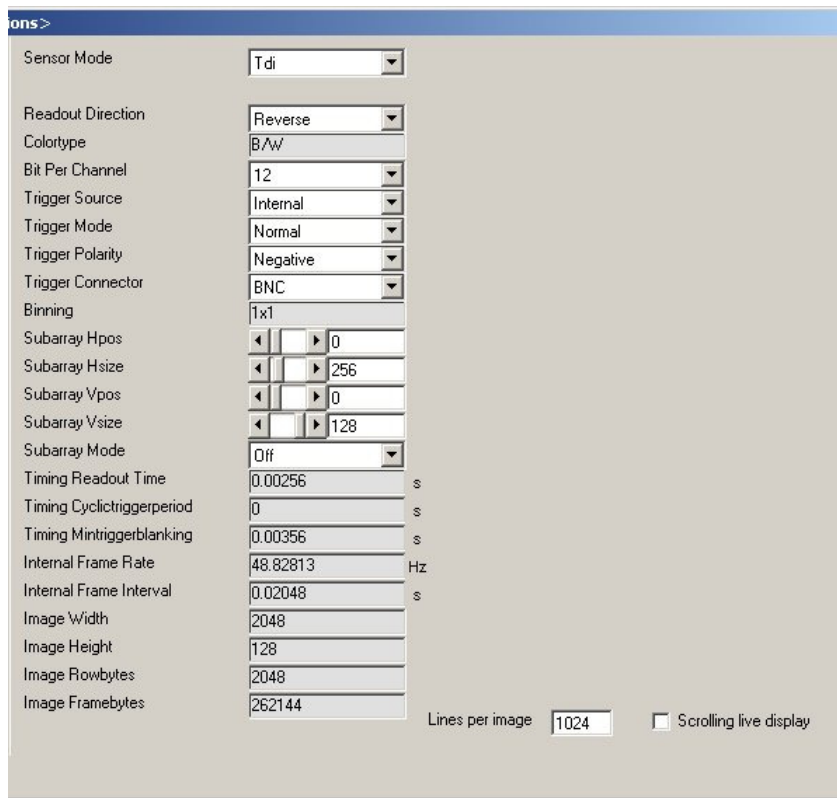 ions>
Sensor Mode Tdi
Readout Direction Reverse
Colortype B/W
Bit Per Channel 12
Trigger Source Internal
Trigger Mode Normal
Trigger Polarity Negative
Trigger Connector BNC
Binning 1x1
Subarray Hpos 0
Subarray Hsize 256
Subarray Vpos 0
Subarray Vsize 128
Subarray Mode Off
Timing Readout Time 0.00256 s
Timing Cyclictriggerperiod 0 s
Timing Mintriggerblanking 0.00356 s
Internal Frame Rate 48.82813 Hz
Internal Frame Interval 0.02048 s
Image Width 2048
Image Height 128
Image Rowbytes 2048
Image Framebytes 262144
Lines per image 1024 Scrolling live display